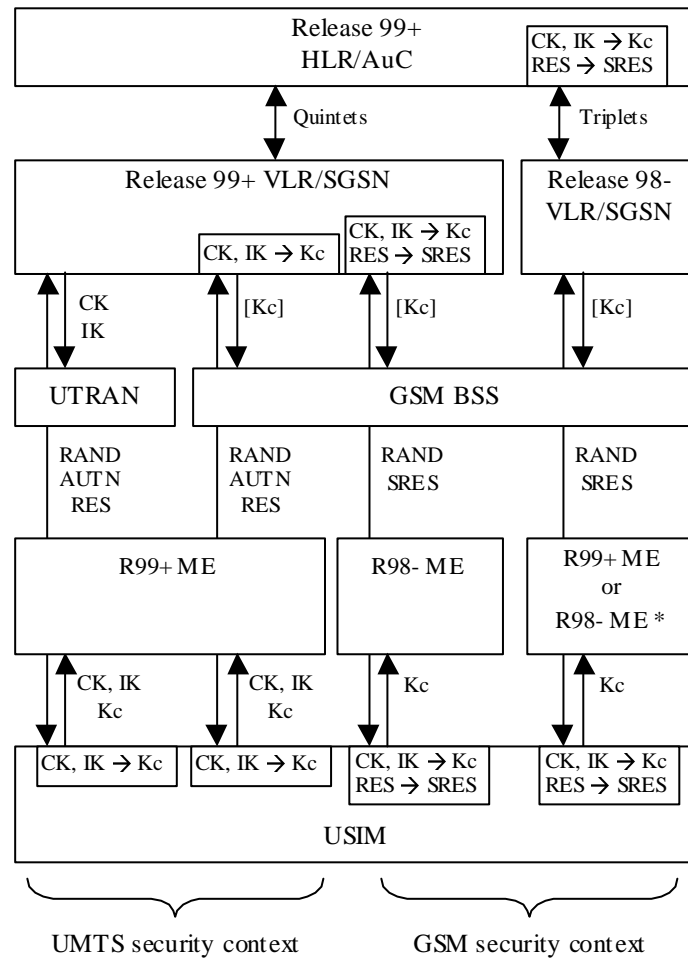 Release 99+
HLR/AuC
CK, IK → Kc
RES → SRES
Quintets
Triplets
Release 99+ VLR/SGSN
Release 98-
VLR/SGSN
CK, IK → Kc
CK, IK → Kc
RES → SRES
CK
IK
[Kc]
[Kc]
[Kc]
UTRAN
GSM BSS
RAND
AUTN
RES
RAND
AUTN
RES
RAND
SRES
RAND
SRES
R99+ ME
R98- ME
R99+ ME
or
R98- ME *
CK, IK
Kc
CK, IK
Kc
Kc
Kc
CK, IK → Kc
CK, IK → Kc
CK, IK → Kc
RES → SRES
CK, IK → Kc
RES → SRES
USIM
UMTS security context
GSM security context